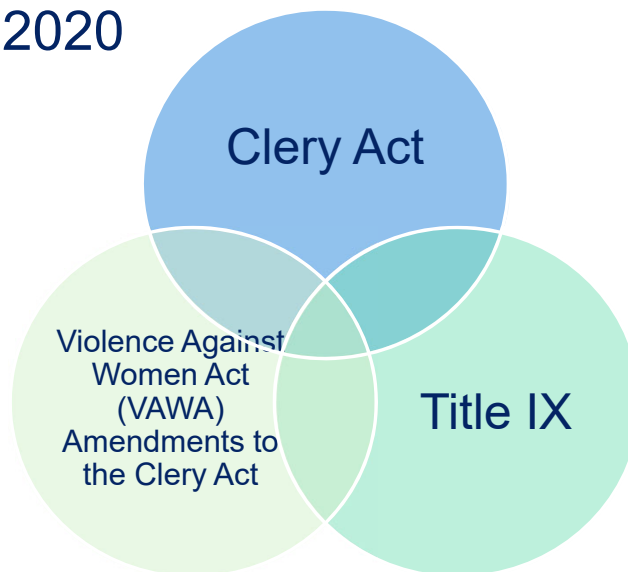 2020
Clery Act
Violence Against
Women Act
(VAWA)
Amendments to
the Clery Act
Title IX